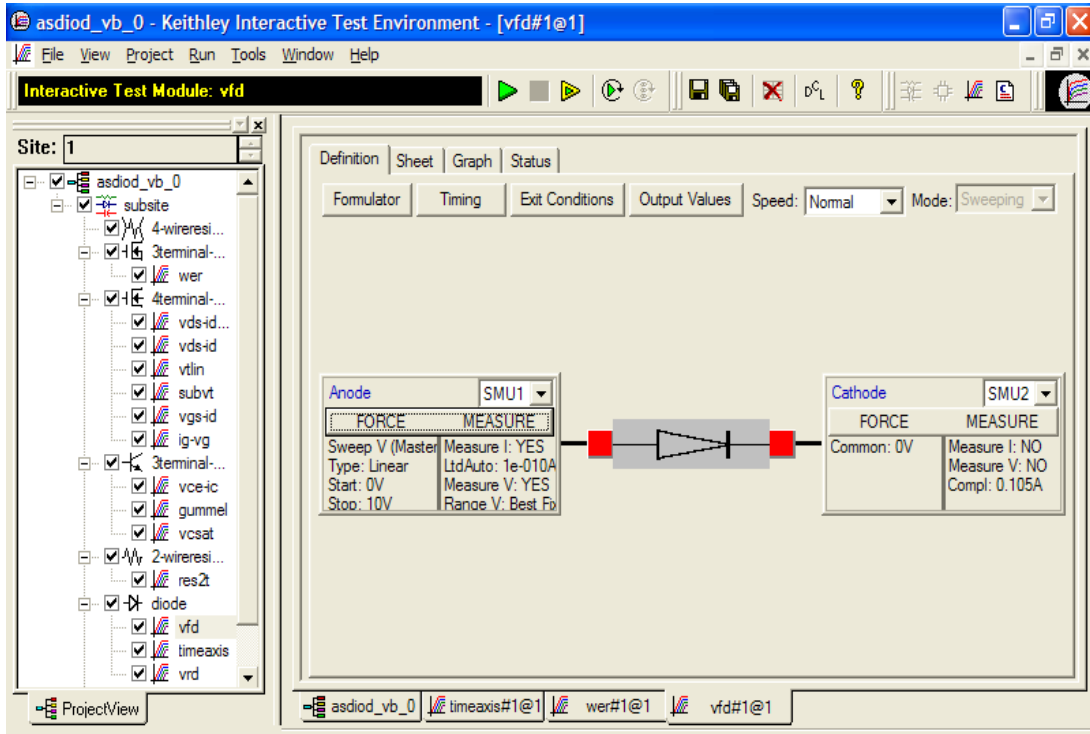 asdiod_vb_0 - Keithley Interactive Test Environment - [vfd#1@1]
File View Project Run Tools Window Help
Interactive Test Module: vfd
Site: 1
asdiod_vb_0
subsite
4-wireresi...
3terminal-...
wer
4terminal-...
vds-id...
vds-id
vtlin
subvt
vgs-id
ig-vg
3terminal-...
vce-ic
gummel
vcsat
2-wireresi...
res2t
diode
vfd
timeaxis
vrd
ProjectView
Definition Sheet Graph Status
Formulator Timing Exit Conditions Output Values Speed: Normal Mode: Sweeping
Anode SMU1
FORCE MEASURE
Sweep V (Master Measure I: YES
Type: Linear LtdAuto: 1e-010A
Start: 0V Measure V: YES
Stop: 10V Range V: Best Fix
Cathode SMU2
FORCE MEASURE
Common: 0V Measure I: NO
Measure V: NO
Compl: 0.105A
asdiod_vb_0 timeaxis#1@1 wer#1@1 vfd#1@1